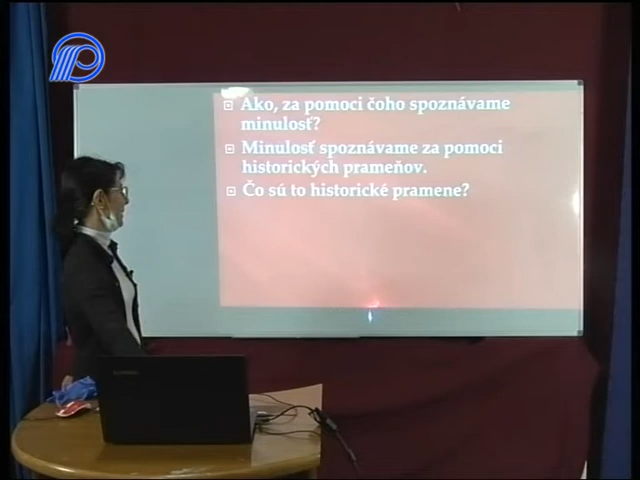 Ako, za pomoci čoho spoznávame
minulosť?
Minulosť spoznávame za pomoci
historických prameňov.
Čo sú to historické pramene?